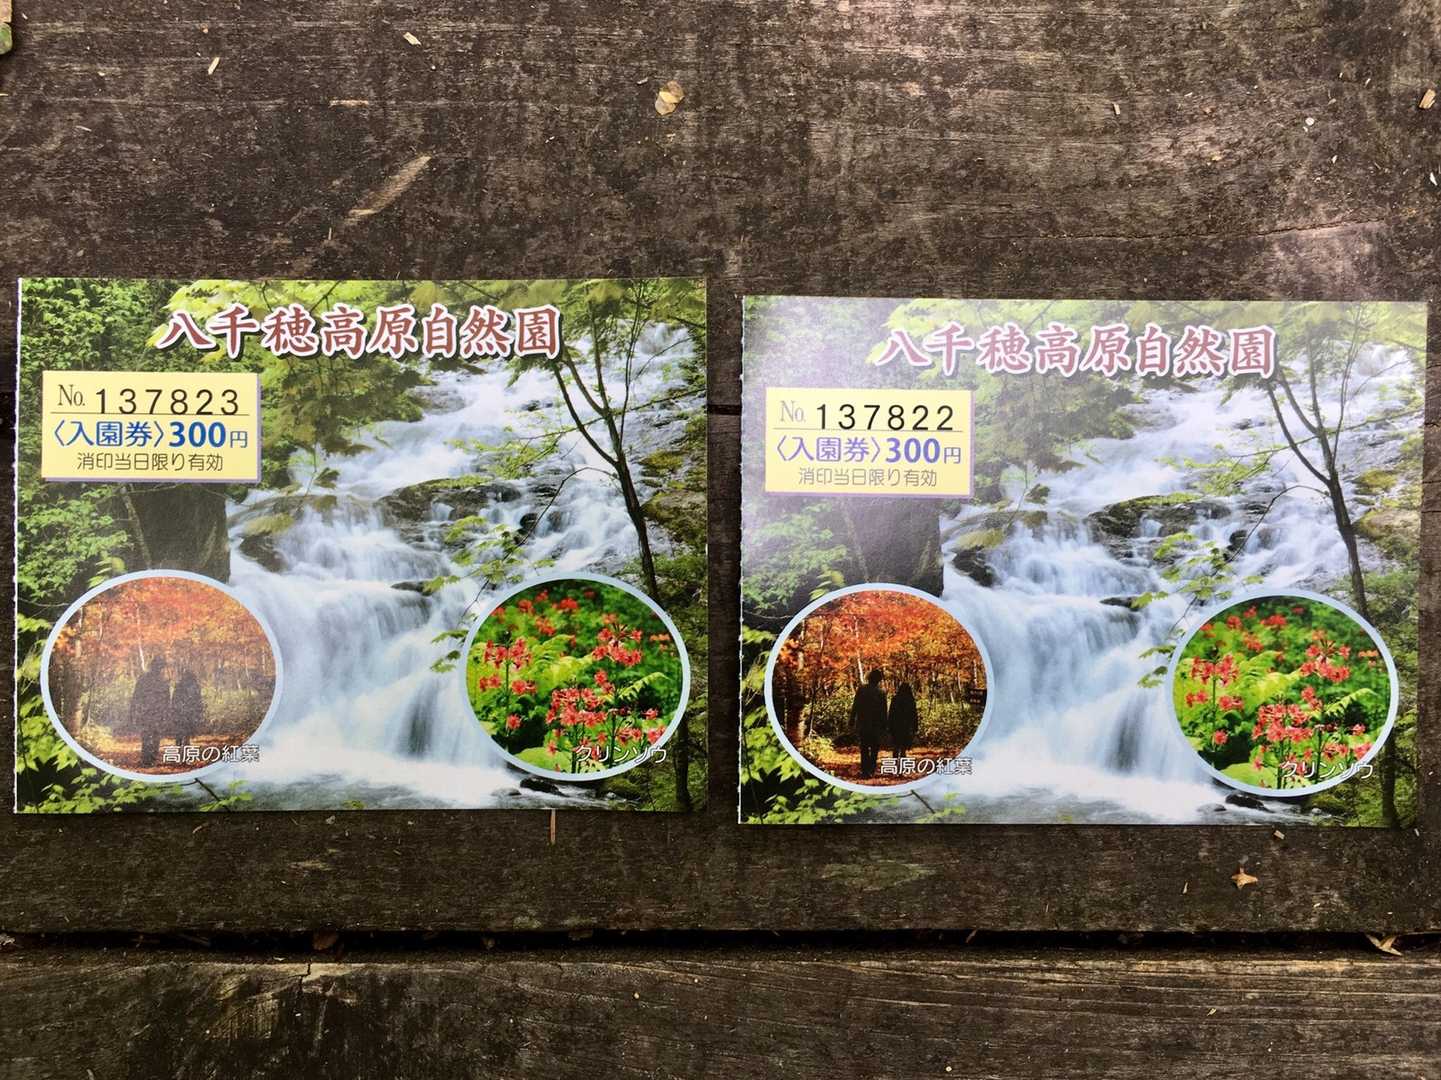 八千穂高原自然園
No. 137823
〈入園券〉300円
消印当日限り有効
高原の紅葉
クリンソウ
八千穂高原自然園
No. 137822
〈入園券〉300円
消印当日限り有効
高原の紅葉
クリンソウ